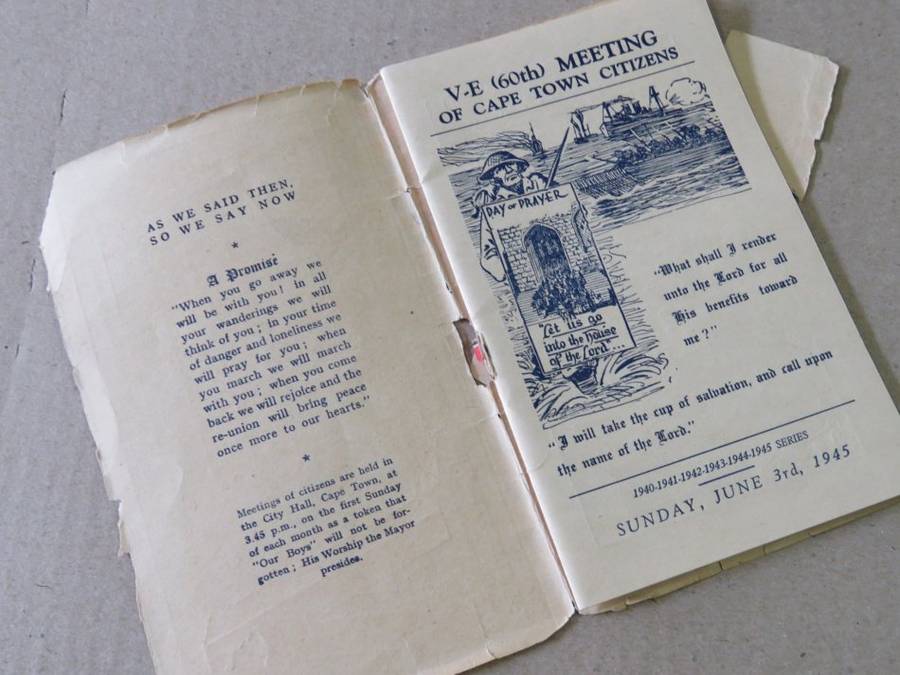 AS WE SAID THEN,
SO WE SAY NOW
*
A Promise
"When you go away we
will be with you! In all
your wanderings we will
think of you; in your time
of danger and loneliness we
will pray for you; when
you march we will march
with you; when you come
back we will rejoice and the
re-union will bring peace
once more to our hearts."
*
Meetings of citizens are held in
the City Hall, Cape Town, at
3.45 p.m., on the first Sunday
of each month as a token that
"Our Boys" will not be for-
gotten; His Worship the Mayor
presides.
V-E (60th) MEETING
OF CAPE TOWN CITIZENS
DAY OF PRAYER
"Let us go
into the house
of the Lord"...
"What shall I render
unto the Lord for all
His benefits toward
me?"
"I will take the cup of salvation, and call upon
the name of the Lord."
1940-1941-1942-1943-1944-1945 SERIES
SUNDAY, JUNE 3rd, 1945